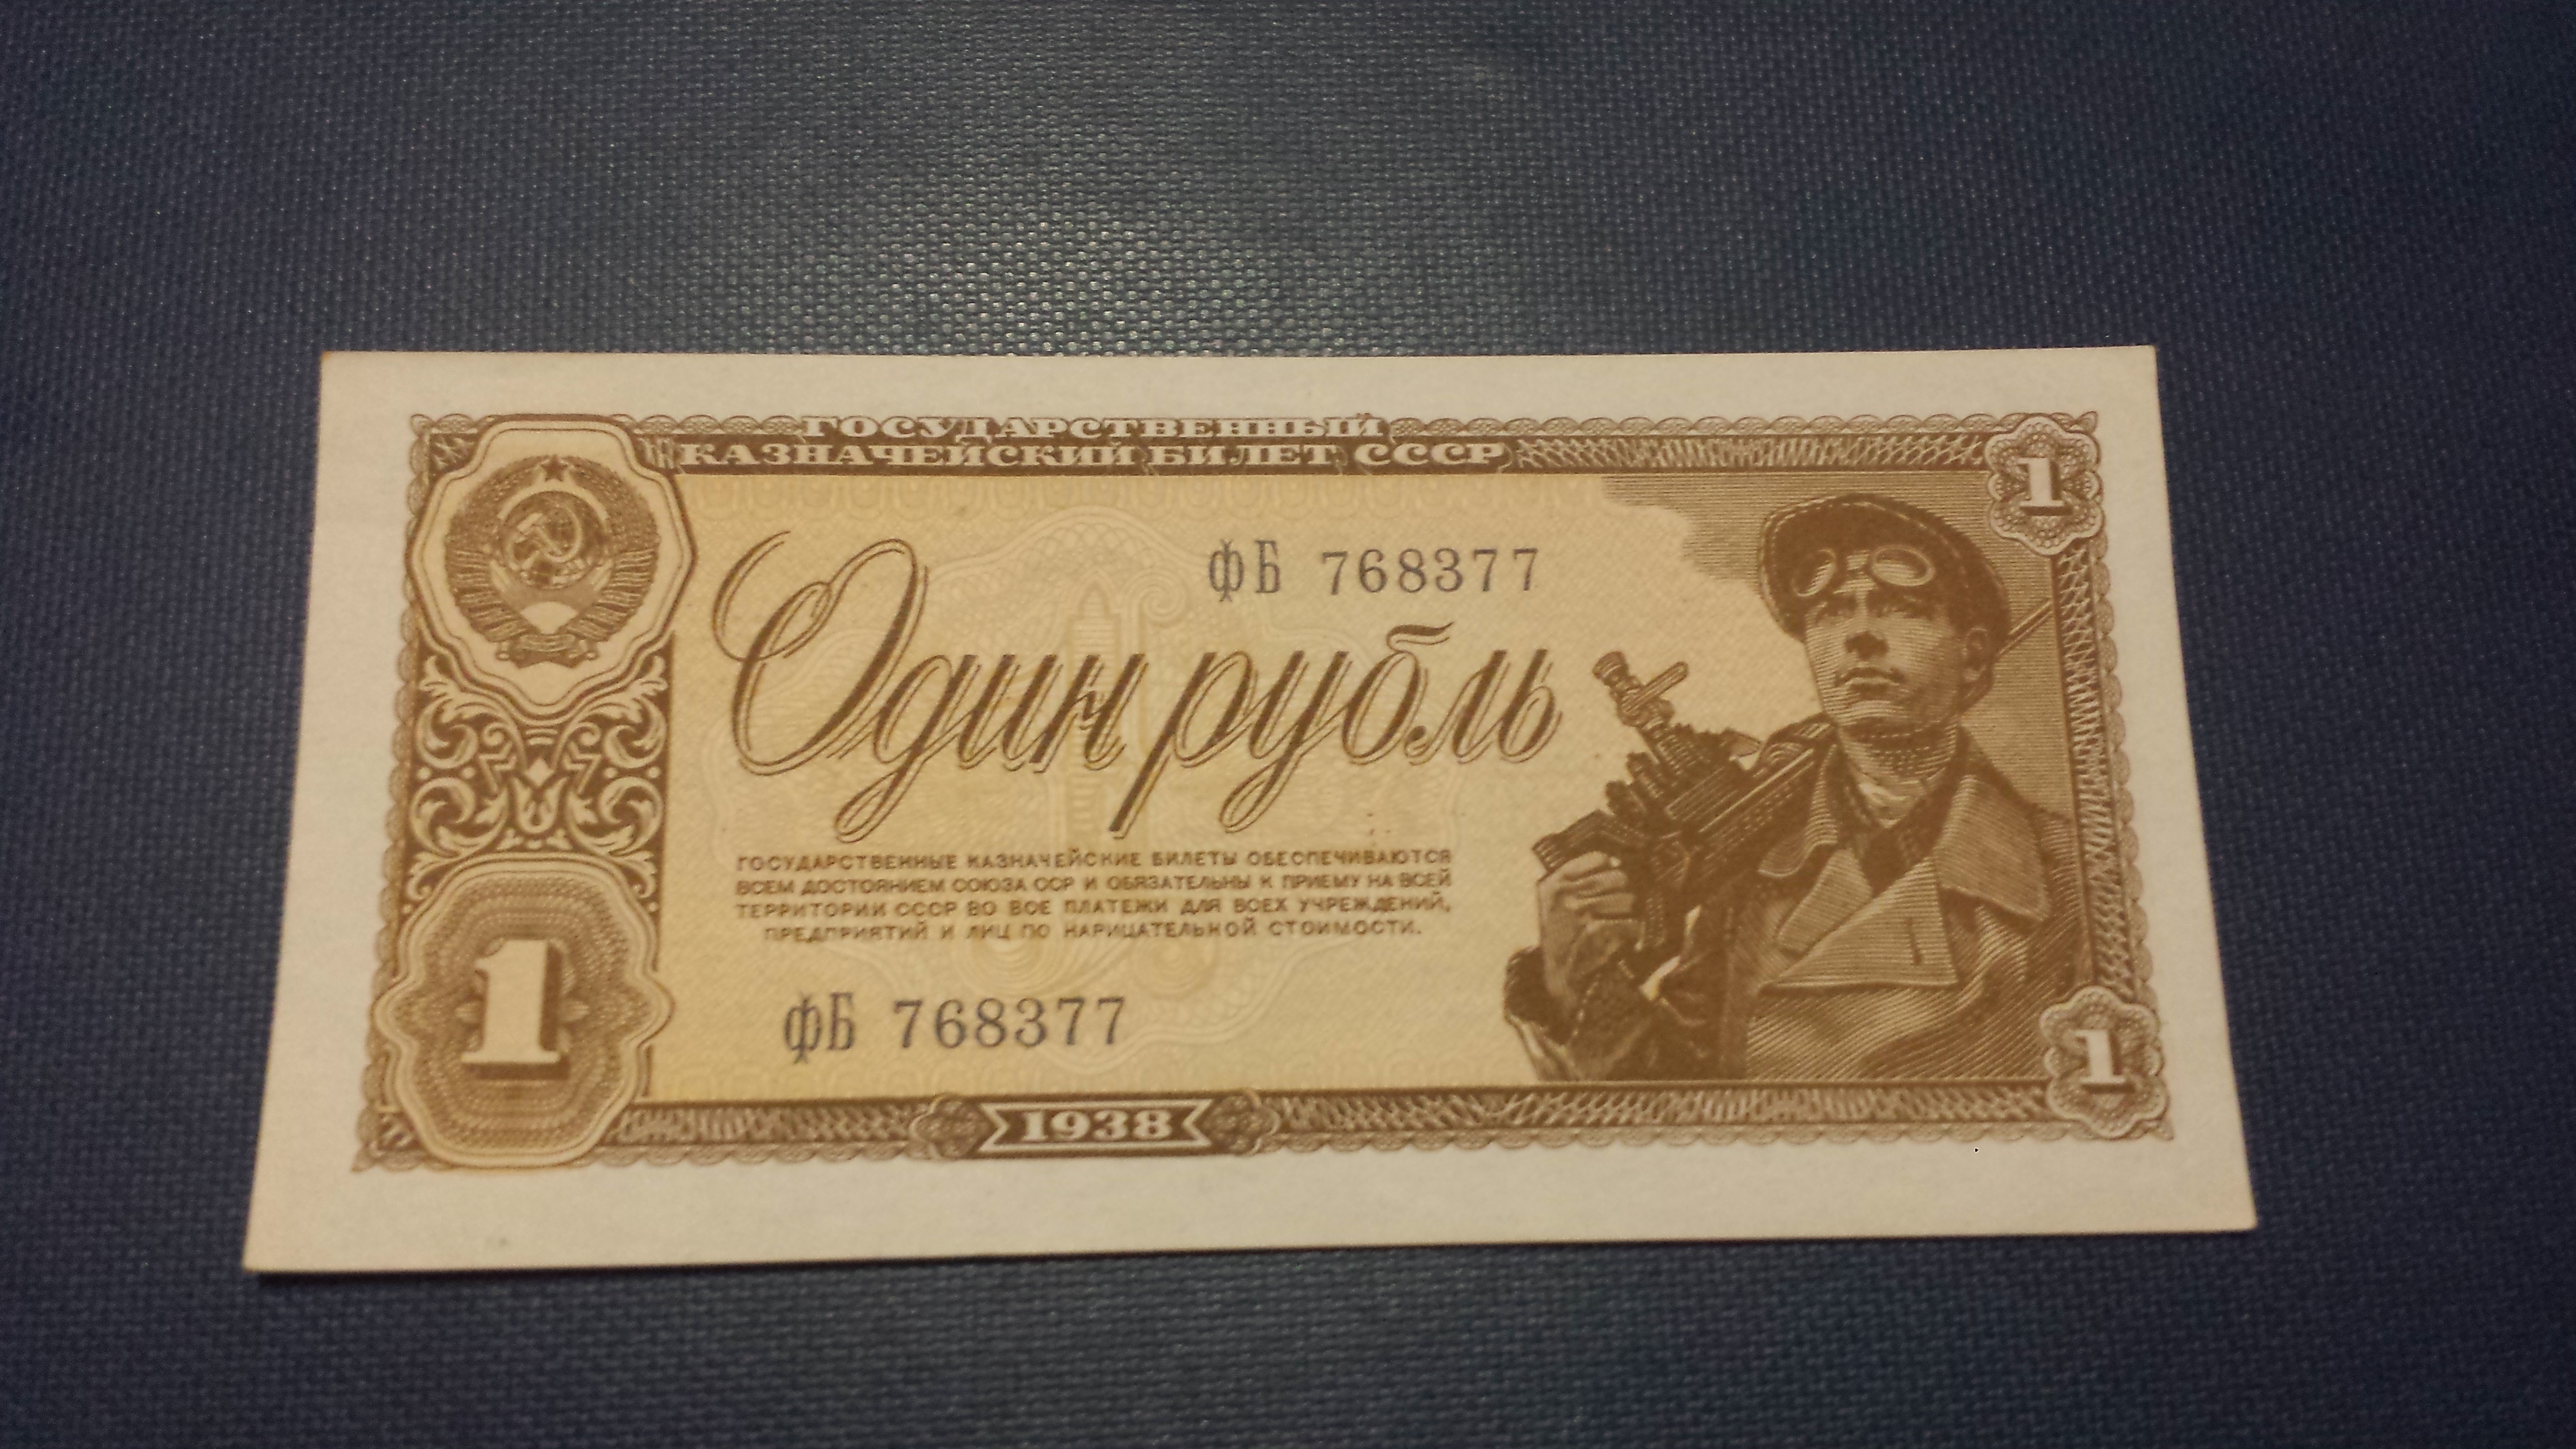 ГОСУДАРСТВЕННЫЙ
КАЗНАЧЕЙСКИЙ БИЛЕТ СССР
1
фБ 768377
Один рубль
ГОСУДАРСТВЕННЫЕ КАЗНАЧЕЙСКИЕ БИЛЕТЫ ОБЕСПЕЧИВАЮТСЯ
ВСЕМ ДОСТОЯНИЕМ СОЮЗА ССР И ОБЯЗАТЕЛЬНЫ К ПРИЕМУ НА ВСЕЙ
ТЕРРИТОРИИ СССР ВО ВСЕ ПЛАТЕЖИ ДЛЯ ВСЕХ УЧРЕЖДЕНИЙ,
ПРЕДПРИЯТИЙ И ЛИЦ ПО НАРИЦАТЕЛЬНОЙ СТОИМОСТИ.
1
фБ 768377
1
1938